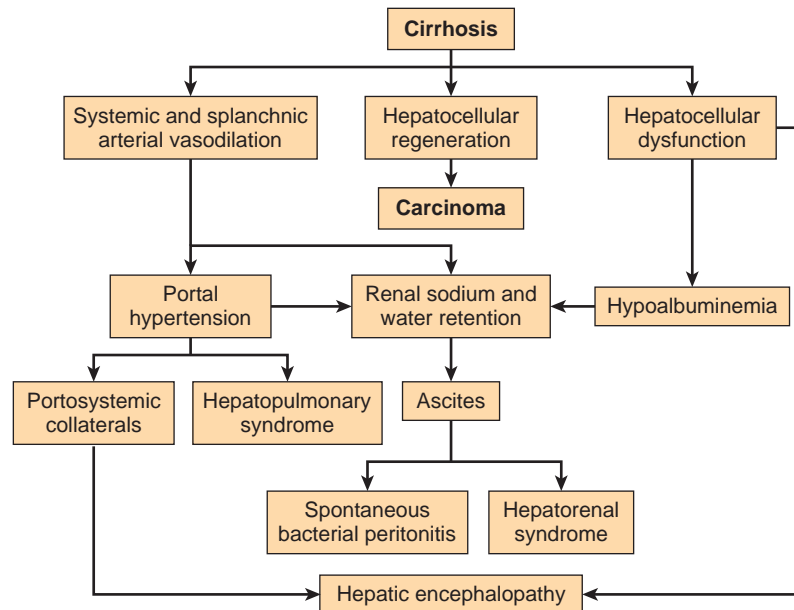 Cirrhosis
Systemic and splanchnic
arterial vasodilation
Hepatocellular
regeneration
Hepatocellular
dysfunction
Carcinoma
Portal
hypertension
Renal sodium and
water retention
Hypoalbuminemia
Portosystemic
collaterals
Hepatopulmonary
syndrome
Ascites
Spontaneous
bacterial peritonitis
Hepatorenal
syndrome
Hepatic encephalopathy